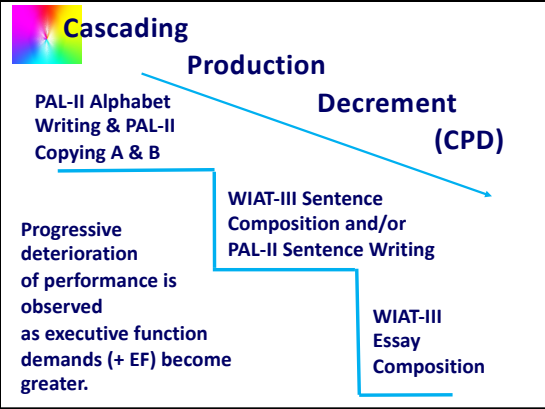 Cascading
Production
Decrement
(CPD)
PAL-II Alphabet
Writing & PAL-II
Copying A & B
WIAT-III Sentence
Composition and/or
PAL-II Sentence Writing
Progressive
deterioration
of performance is
observed
as executive function
demands (+ EF) become
greater.
WIAT-III
Essay
Composition